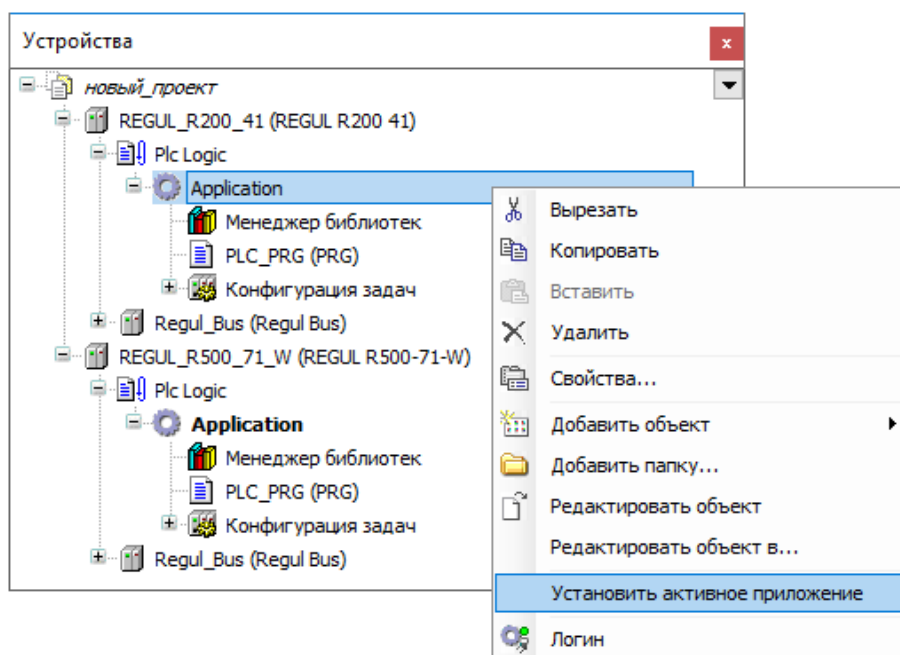 Устройства
x
новый_проект
REGUL_R200_41 (REGUL R200 41)
Plc Logic
Application
Менеджер библиотек
PLC_PRG (PRG)
Конфигурация задач
Regul_Bus (Regul Bus)
REGUL_R500_71_W (REGUL R500-71-W)
Plc Logic
Application
Менеджер библиотек
PLC_PRG (PRG)
Конфигурация задач
Regul_Bus (Regul Bus)
Вырезать
Копировать
Вставить
Удалить
Свойства...
Добавить объект
Добавить папку...
Редактировать объект
Редактировать объект в...
Установить активное приложение
Логин